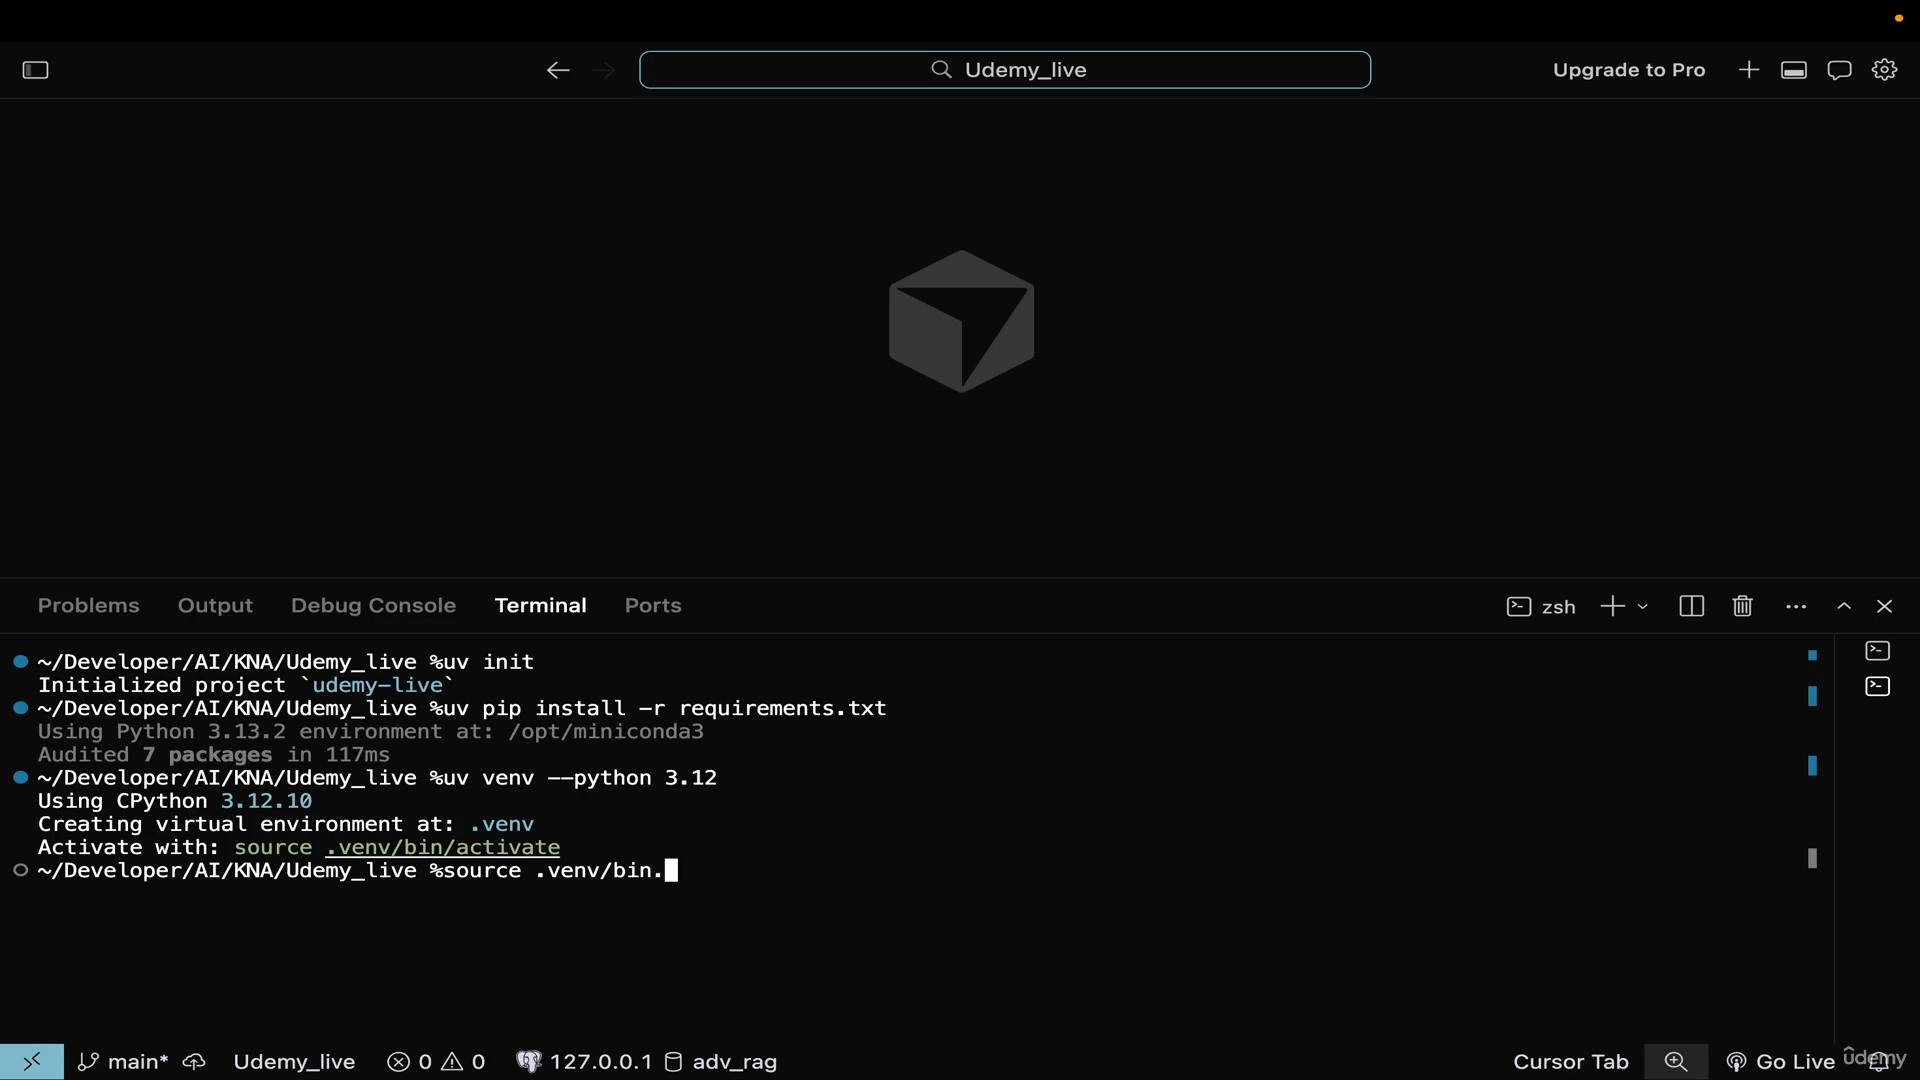 Udemy_live
Upgrade to Pro
Problems Output Debug Console Terminal Ports
zsh
~/Developer/AI/KNA/Udemy_live %uv init
Initialized project `udemy-live`
~/Developer/AI/KNA/Udemy_live %uv pip install -r requirements.txt
Using Python 3.13.2 environment at: /opt/miniconda3
Audited 7 packages in 117ms
~/Developer/AI/KNA/Udemy_live %uv venv --python 3.12
Using CPython 3.12.10
Creating virtual environment at: .venv
Activate with: source .venv/bin/activate
~/Developer/AI/KNA/Udemy_live %source .venv/bin.
main* Udemy_live 0 0 127.0.0.1 adv_rag Cursor Tab Go Live
ûdemy